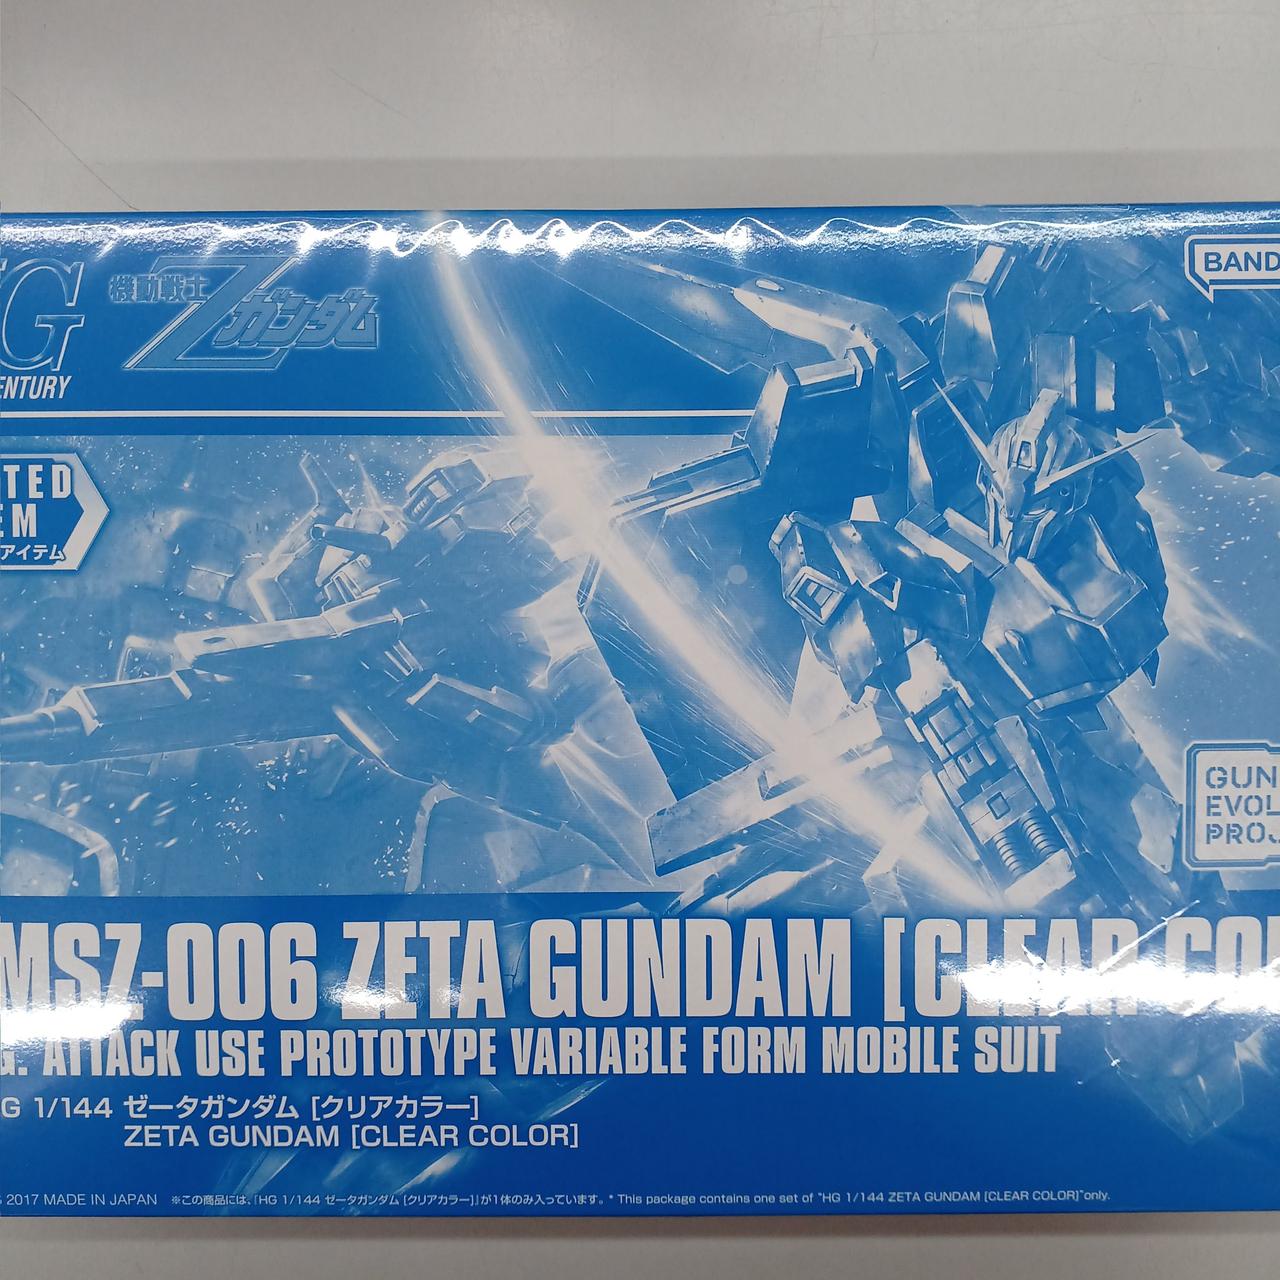 HG
機動戦士Zガンダム
ENTURY
BAND
TED
EM
アイテム
GUN
EVOL
PROJ
MSZ-006 ZETA GUNDAM [CLEAR COL
G. ATTACK USE PROTOTYPE VARIABLE FORM MOBILE SUIT
G 1/144 ゼータガンダム [クリアカラー]
ZETA GUNDAM [CLEAR COLOR]
2017 MADE IN JAPAN ※この商品には、「HG 1/144 ゼータガンダム [クリアカラー]」が1体のみ入っています。 * This package contains one set of "HG 1/144 ZETA GUNDAM [CLEAR COLOR]"only.